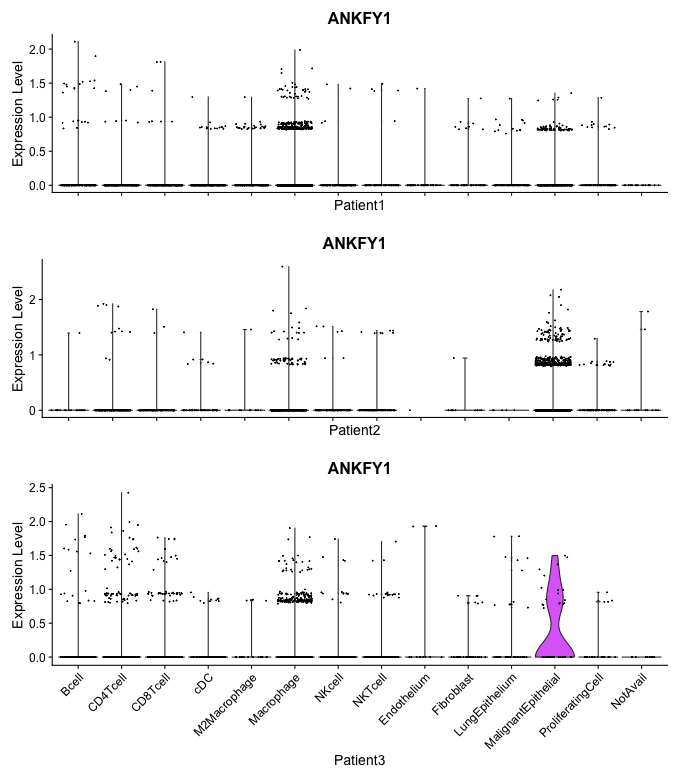 ANKFY1
Expression Level
2.0
1.5
1.0
0.5
0.0
Patient1
ANKFY1
Expression Level
2
1
0
Patient2
ANKFY1
Expression Level
2.5
2.0
1.5
1.0
0.5
0.0
Bcell
CD4Tcell
CD8Tcell
cDC
M2Macrophage
Macrophage
NKcell
NKTcell
Endothelium
Fibroblast
LungEpithelium
MalignantEpithelial
ProliferatingCell
NotAvail
Patient3